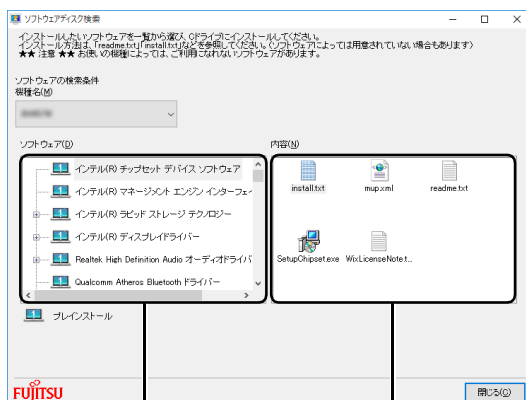 ソフトウェアディスク検索
インストールしたいソフトウェアを一覧から選び、Cドライブにインストールしてください。
インストール方法は、「readme.txt」「install.txt」などを参照してください。(ソフトウェアによっては用意されていない場合もあります)
★★ 注意 ★★ お使いの機種によっては、ご利用になれないソフトウェアがあります。
ソフトウェアの検索条件
機種名(M)
ソフトウェア(D)
内容(N)
インテル(R) チップセット デバイス ソフトウェア
インテル(R) マネージメント エンジン インターフェイ
インテル(R) ラピッド ストレージ テクノロジー
インテル(R) ディスプレイドライバー
Realtek High Definition Audio オーディオドライバ
Qualcomm Atheros Bluetooth ドライバー
install.txt
mup.xml
readme.txt
SetupChipset.exe
WixLicenseNote.t...
プレインストール
FUJITSU
閉じる(C)